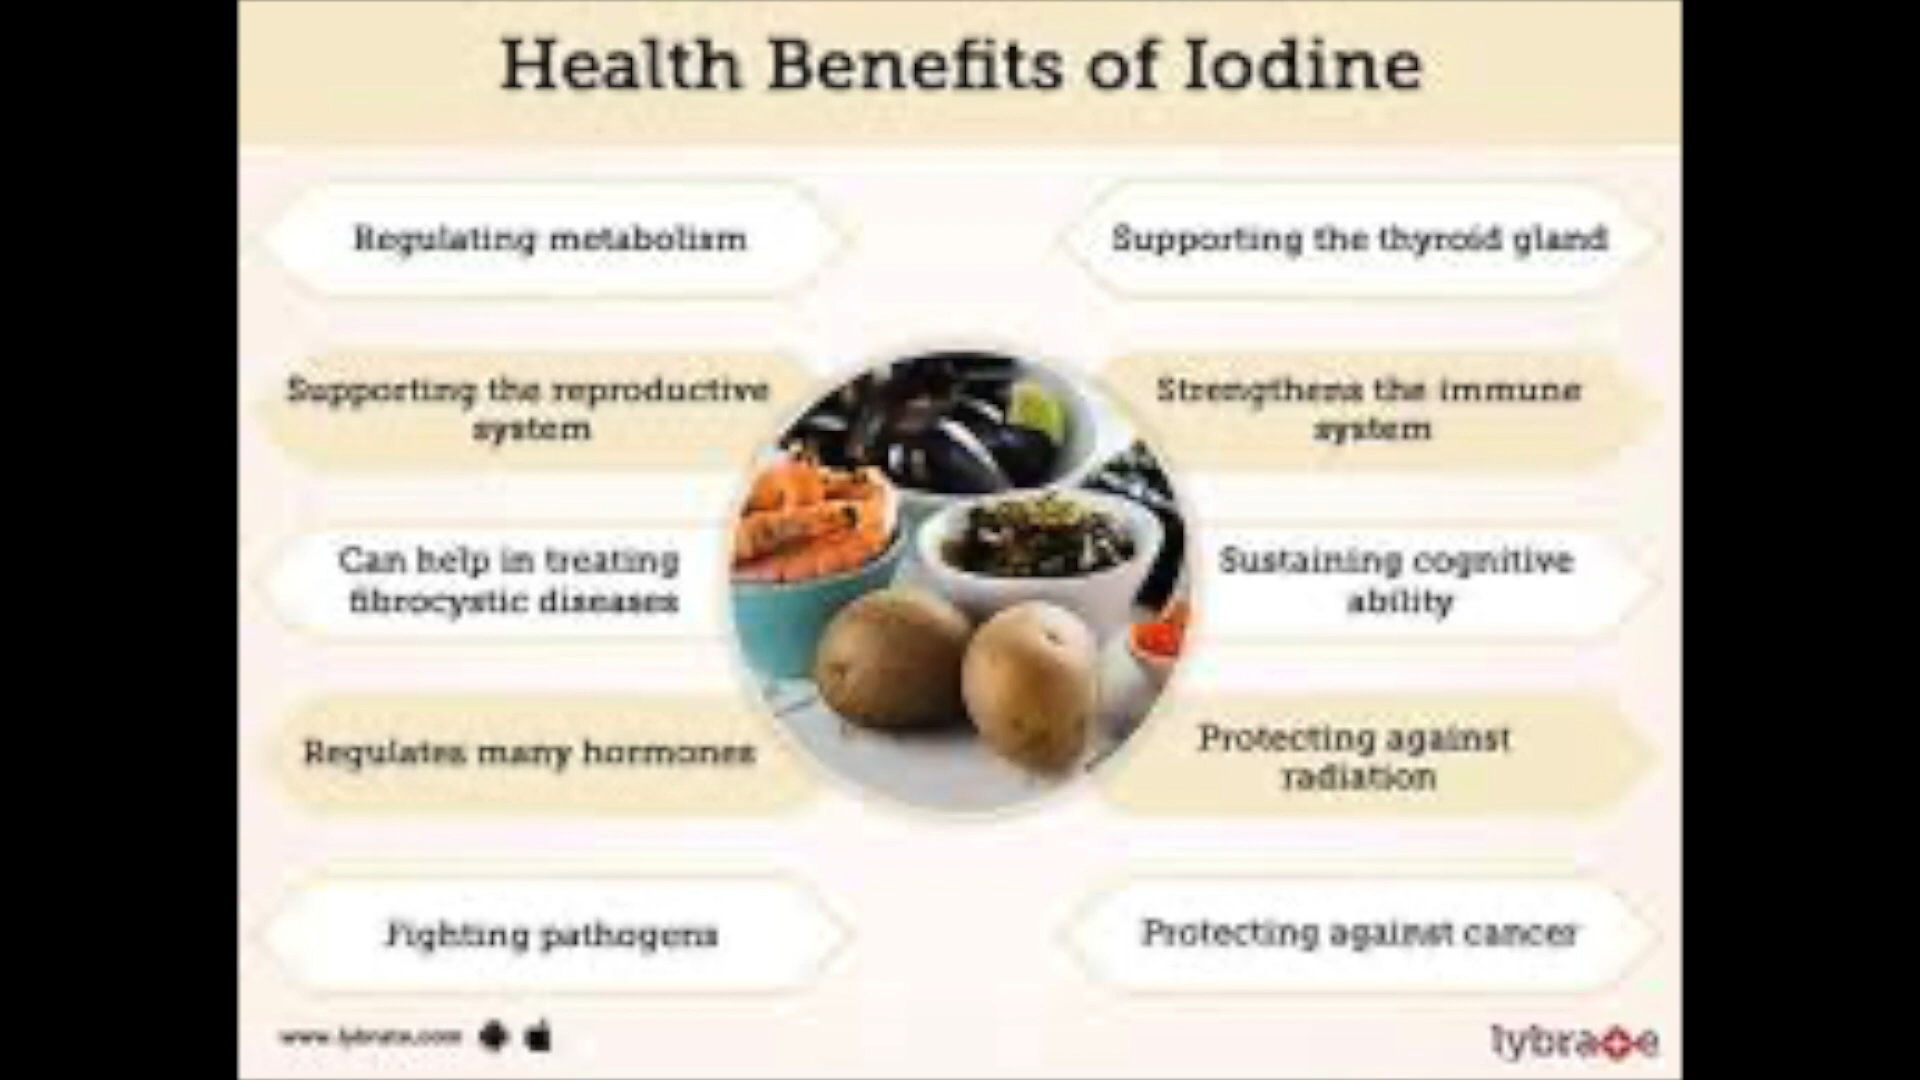 Health Benefits of Iodine
Regulating metabolism
Supporting the thyroid gland
Supporting the reproductive
system
Strengthens the immune
system
Can help in treating
fibrocystic diseases
Sustaining cognitive
ability
Regulates many hormones
Protecting against
radiation
Fighting pathogens
Protecting against cancer
www.lybrate.com
lybrate